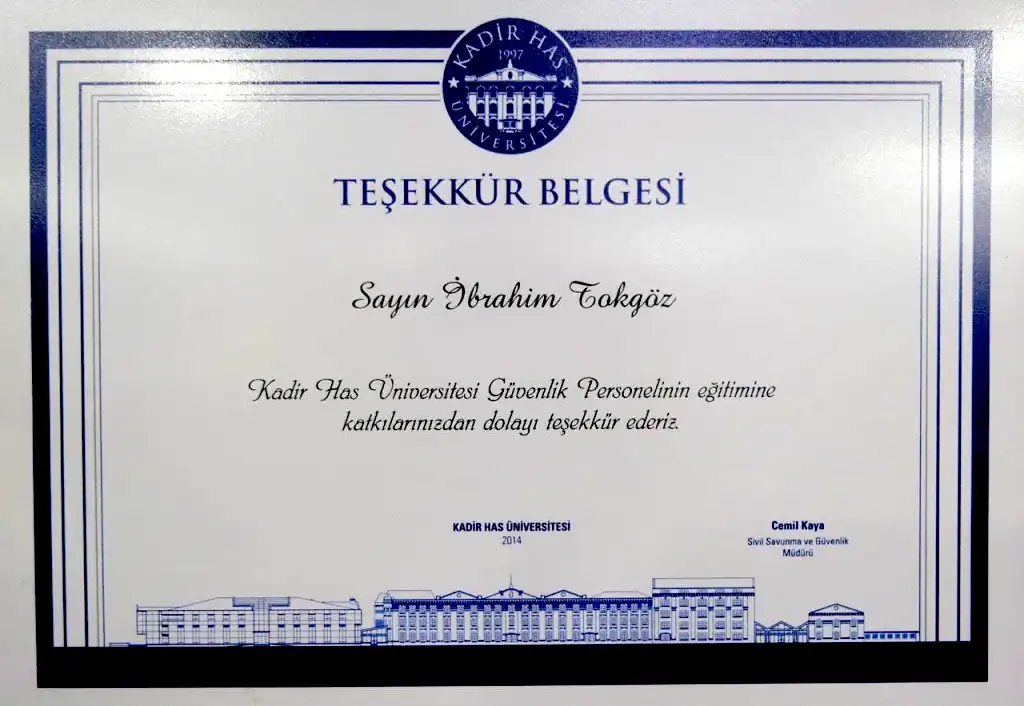 KADİR HAS
1997
ÜNİVERSİTESİ
TEŞEKKÜR BELGESİ
Sayın İbrahim Tokgöz
Kadir Has Üniversitesi Güvenlik Personelinin eğitimine
katkılarınızdan dolayı teşekkür ederiz.
KADİR HAS ÜNİVERSİTESİ
2014
Cemil Kaya
Sivil Savunma ve Güvenlik
Müdürü